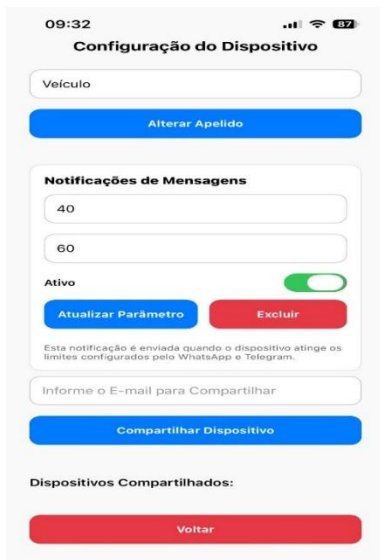 09:32
87
Configuração do Dispositivo
Veículo
Alterar Apelido
Notificações de Mensagens
40
60
Ativo
Atualizar Parâmetro
Excluir
Esta notificação é enviada quando o dispositivo atinge os
limites configurados pelo WhatsApp e Telegram.
Informe o E-mail para Compartilhar
Compartilhar Dispositivo
Dispositivos Compartilhados:
Voltar